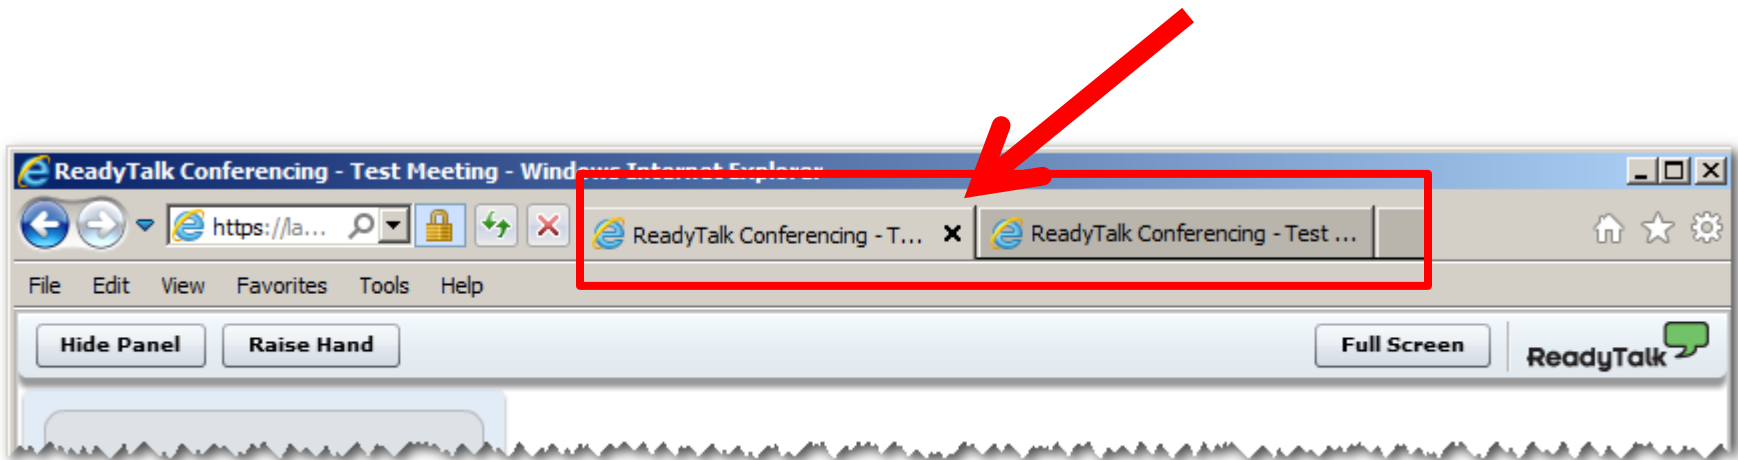 ReadyTalk Conferencing - Test Meeting - Windows Internet Explorer
https://la...
ReadyTalk Conferencing - T...
ReadyTalk Conferencing - Test ...
File Edit View Favorites Tools Help
Hide Panel Raise Hand Full Screen ReadyTalk